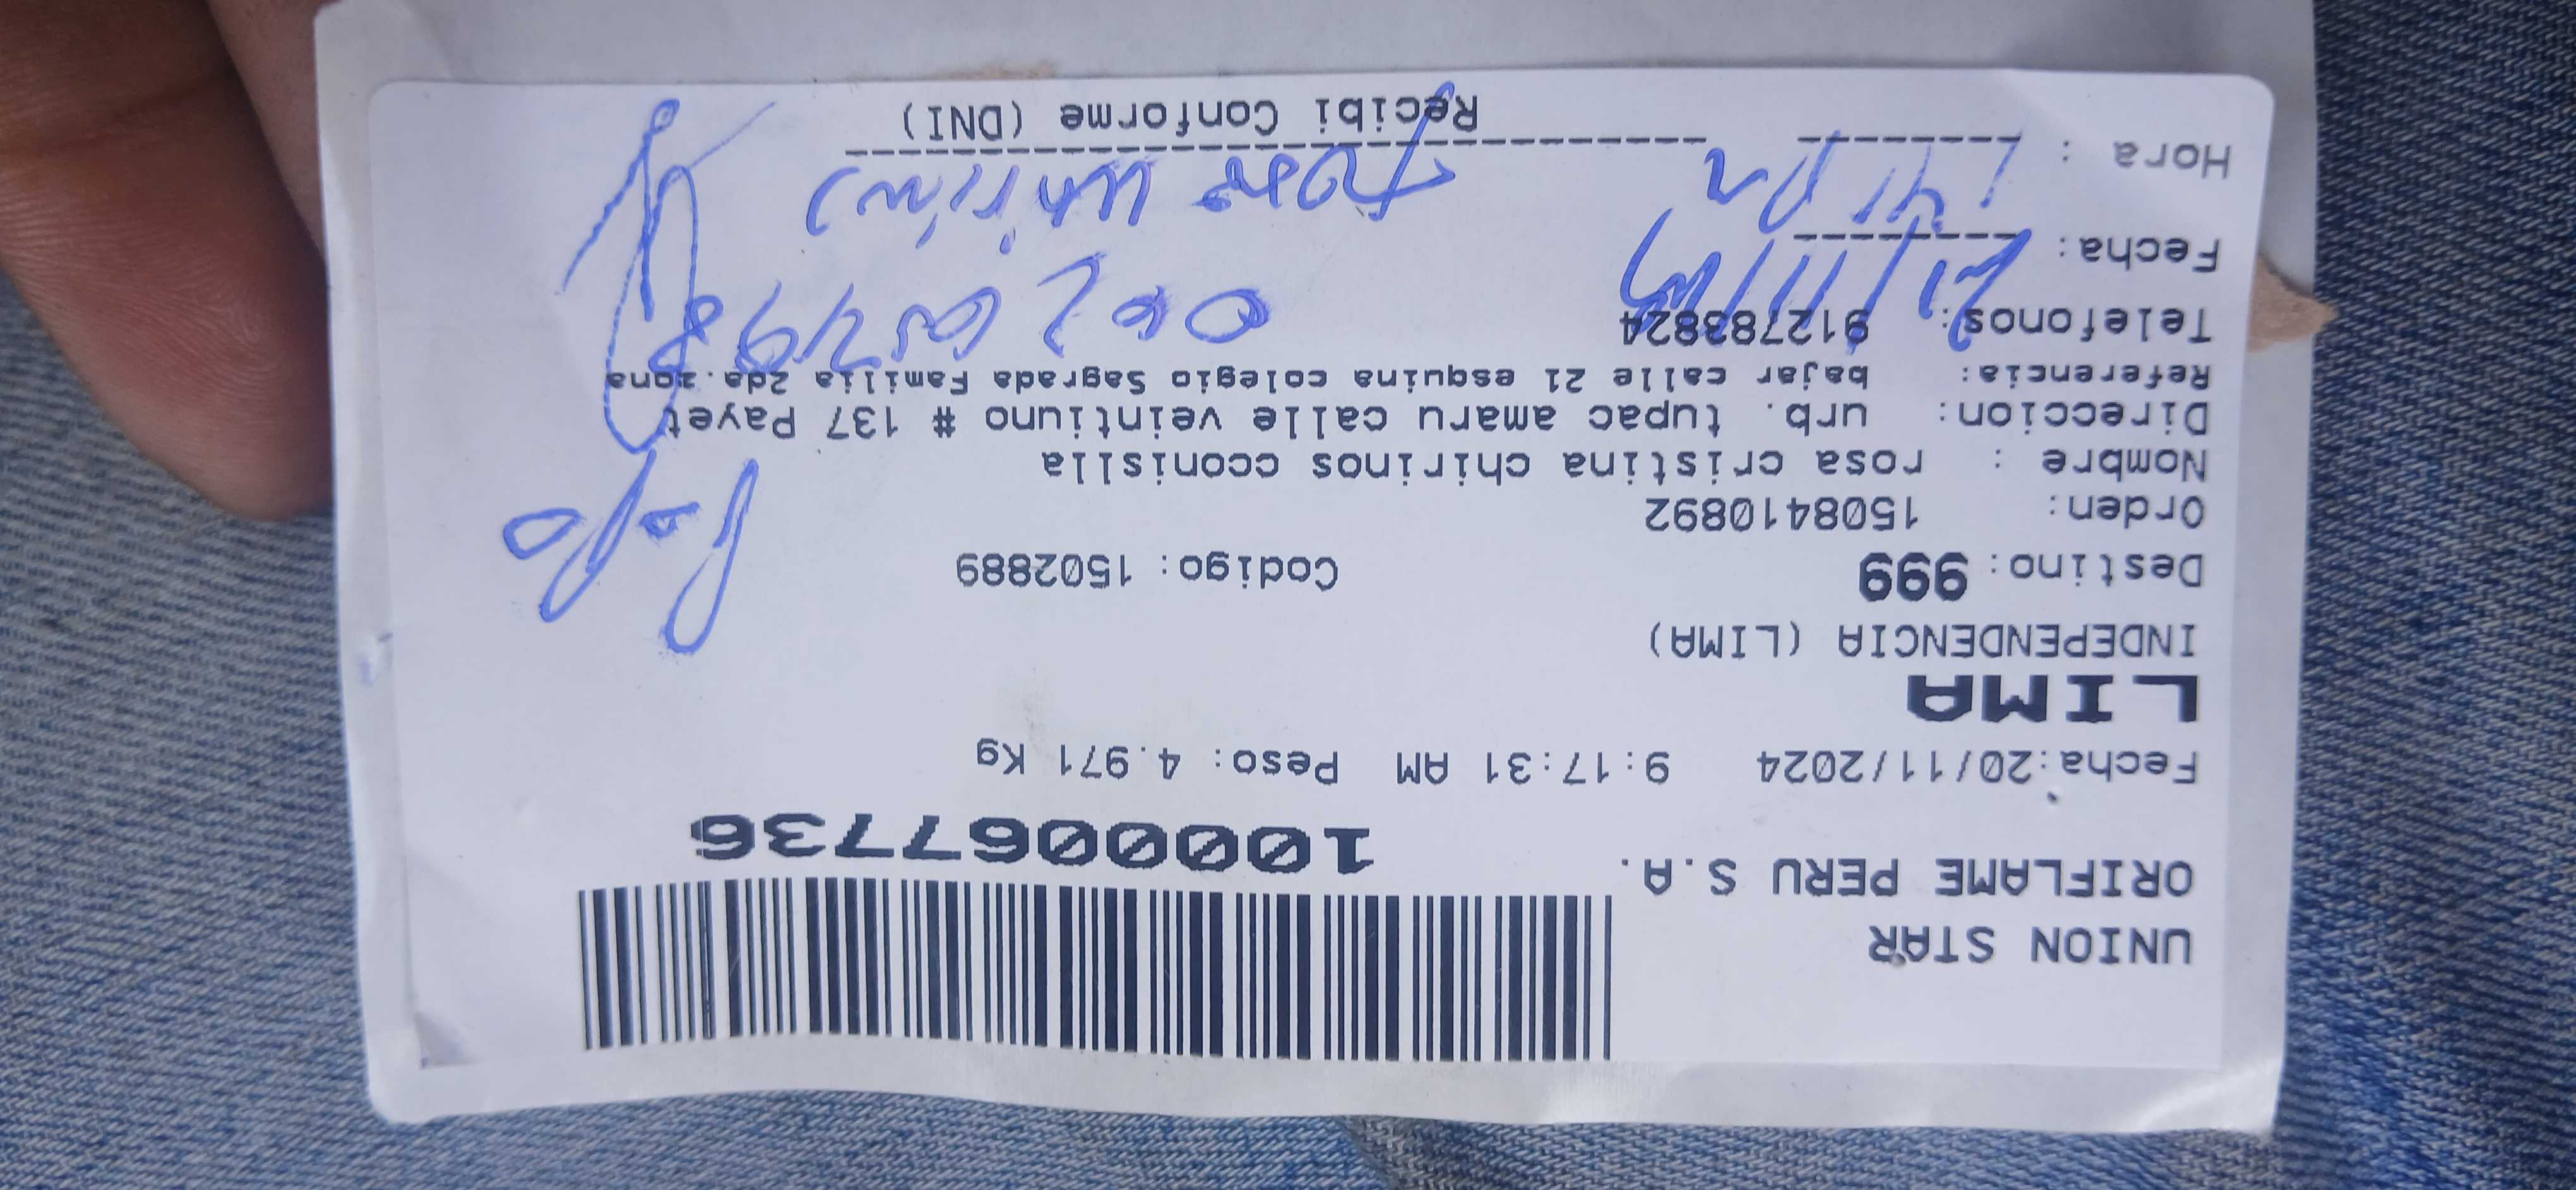 UNION STAR
ORIFLAME PERU S.A.
1000067736
Fecha:20/11/2024 9:17:31 AM Peso: 4.971 Kg
LIMA
INDEPENDENCIA (LIMA)
Destino: 999 Codigo: 1502889
Orden: 1508410892
Nombre : rosa cristina chirinos cconislla
Direccion: urb. tupac amaru calle veintiuno # 137 Payet
Referencia: bajar calle 21 esquina colegio Sagrada Familia 2da. zona
Telefonos: 912783824
Fecha: 21/11/
Hora :
Recibi Conforme (DNI)